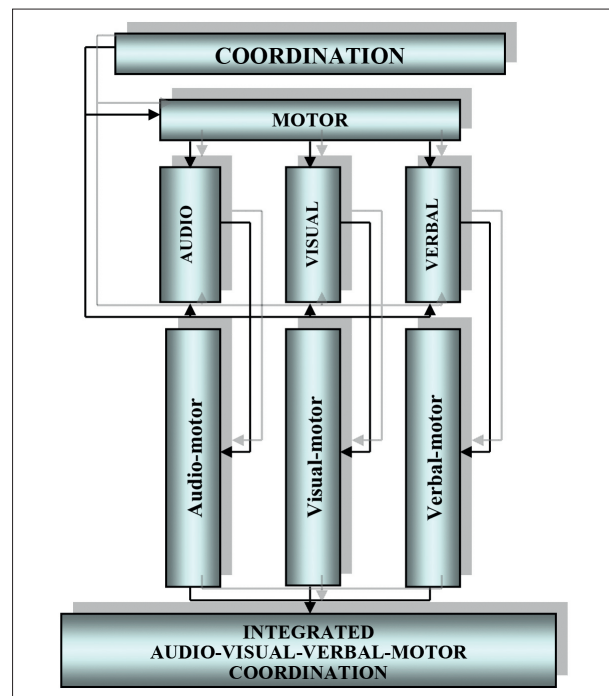 COORDINATION
MOTOR
AUDIO
VISUAL
VERBAL
Audio-motor
Visual-motor
Verbal-motor
INTEGRATED
AUDIO-VISUAL-VERBAL-MOTOR
COORDINATION